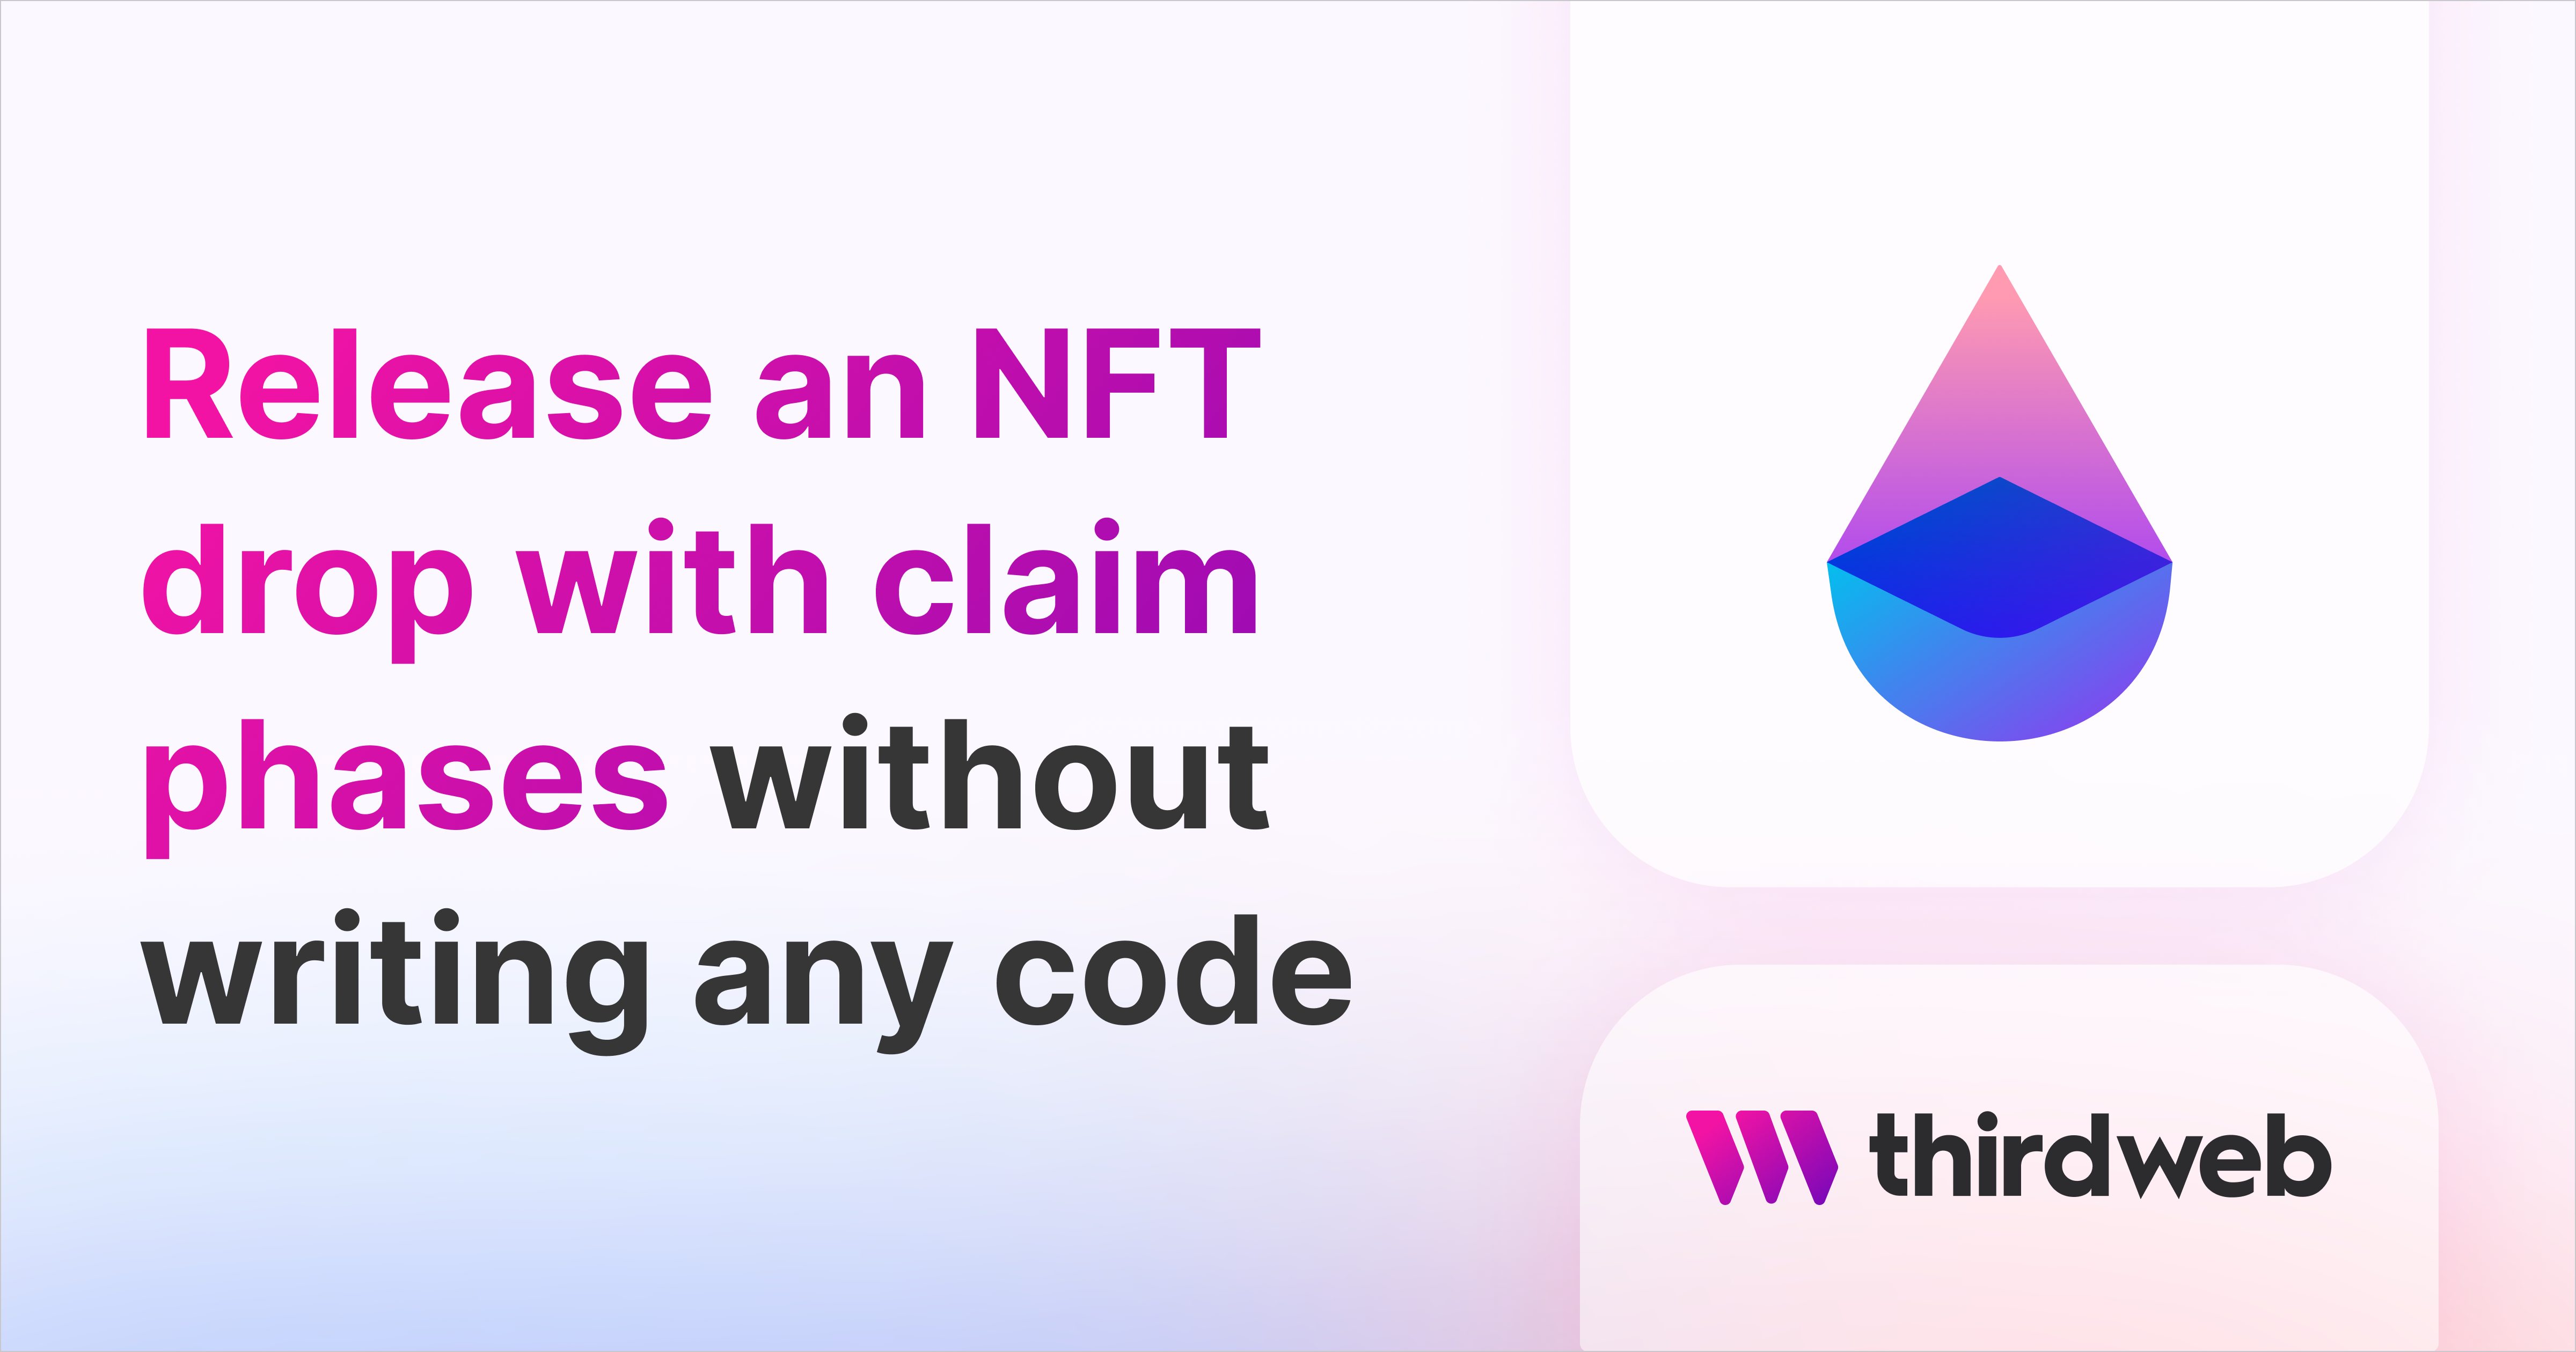 Release an NFT
drop with claim
phases without
writing any code
thirdweb